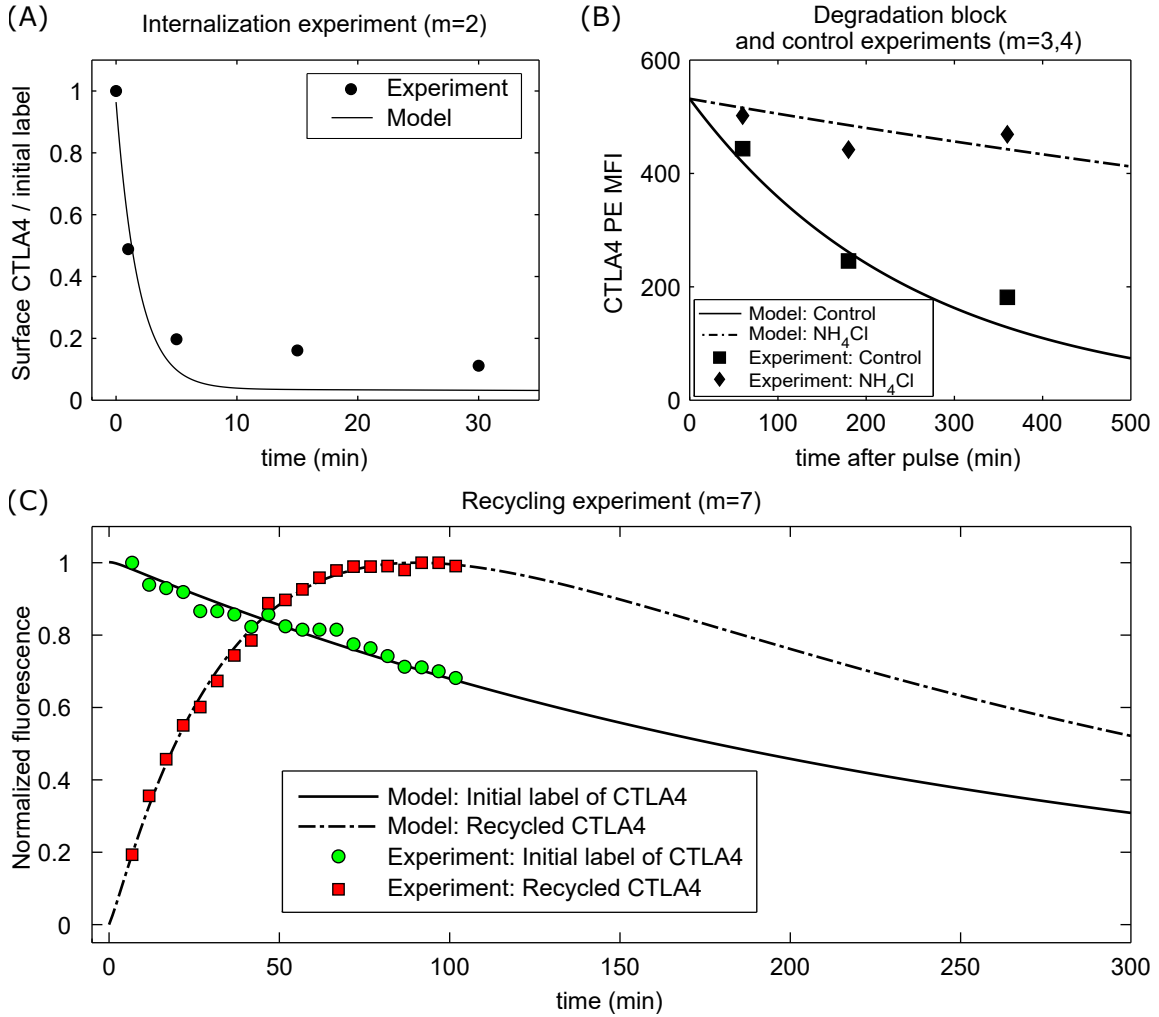 (A)
Internalization experiment (m=2)
Surface CTLA4 / initial label
1
0.8
0.6
0.4
0.2
0
Experiment
Model
0 10 20 30
time (min)
(B)
Degradation block
and control experiments (m=3,4)
CTLA4 PE MFI
600
400
200
0
Model: Control
Model: NH4Cl
Experiment: Control
Experiment: NH4Cl
0 100 200 300 400 500
time after pulse (min)
(C)
Recycling experiment (m=7)
Normalized fluorescence
1
0.8
0.6
0.4
0.2
0
Model: Initial label of CTLA4
Model: Recycled CTLA4
Experiment: Initial label of CTLA4
Experiment: Recycled CTLA4
0 50 100 150 200 250 300
time (min)